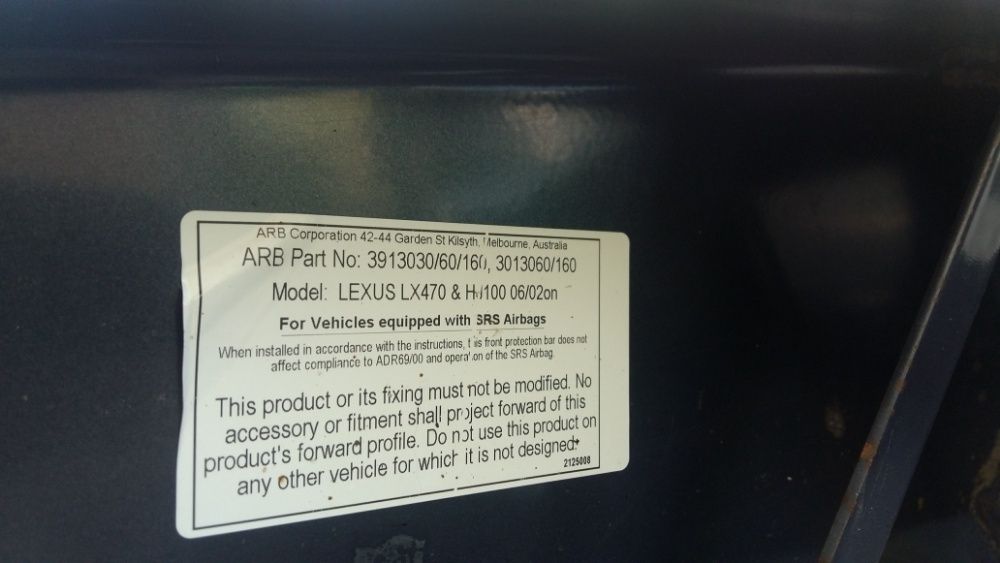 ARB Corporation 42-44 Garden St Kilsyth, Melbourne, Australia
ARB Part No: 3913030/60/160, 3013060/160
Model: LEXUS LX470 & HJ100 06/02on
For Vehicles equipped with SRS Airbags
When installed in accordance with the instructions, this front protection bar does not
affect compliance to ADR69/00 and operation of the SRS Airbag.
This product or its fixing must not be modified. No
accessory or fitment shall project forward of this
product's forward profile. Do not use this product on
any other vehicle for which it is not designed.
2125008